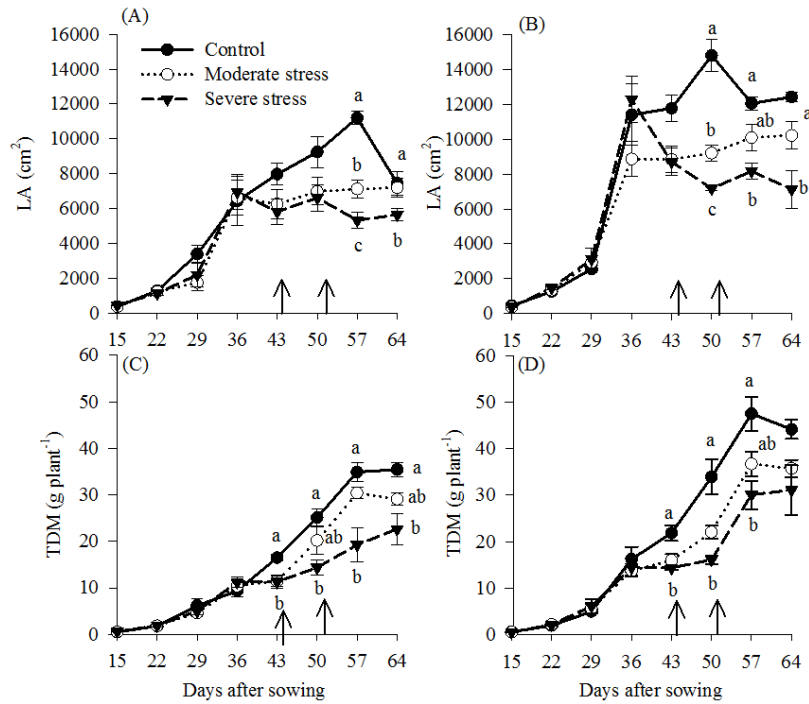 (A)
Control
Moderate stress
Severe stress
LA (cm²)
16000
14000
12000
10000
8000
6000
4000
2000
0
a
b
c
a
b
15 22 29 36 43 50 57 64
(B)
LA (cm²)
16000
14000
12000
10000
8000
6000
4000
2000
0
a
b
c
a
ab
b
a
b
15 22 29 36 43 50 57 64
(C)
TDM (g plant⁻¹)
60
50
40
30
20
10
0
a
b
a
ab
b
a
a
ab
b
15 22 29 36 43 50 57 64
Days after sowing
(D)
TDM (g plant⁻¹)
60
50
40
30
20
10
0
a
b
a
b
a
ab
b
15 22 29 36 43 50 57 64
Days after sowing